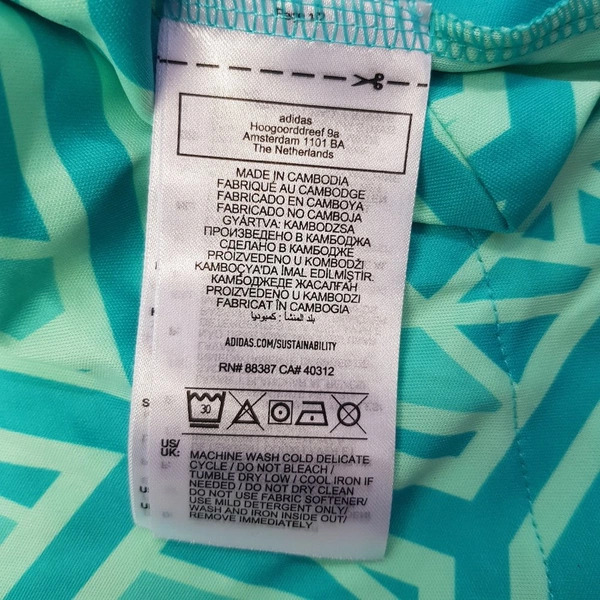 adidas
Hoogoorddreef 9a
Amsterdam 1101 BA
The Netherlands
MADE IN CAMBODIA
FABRIQUÉ AU CAMBODGE
FABRICADO EN CAMBOYA
FABRICADO NO CAMBOJA
GYÁRTVA: KAMBODZSA
ПРОИЗВЕДЕНО В КАМБОДЖА
СДЕЛАНО В КАМБОДЖЕ
PROIZVEDENO U KOMBODŽI
KAMBOÇYA'DA İMAL EDİLMİŞTİR.
КАМБОДЖЕДЕ ЖАСАЛҒАН
PROIZVEDENO U KAMBODZI
FABRICAT ÎN CAMBOGIA
بلد المنشأ : كمبوديا
ADIDAS.COM/SUSTAINABILITY
RN# 88387 CA# 40312
30
US/
UK:
MACHINE WASH COLD DELICATE
CYCLE / DO NOT BLEACH /
TUMBLE DRY LOW / COOL IRON IF
NEEDED / DO NOT DRY CLEAN
DO NOT USE FABRIC SOFTENER/
USE MILD DETERGENT ONLY/
WASH AND IRON INSIDE OUT/
REMOVE IMMEDIATELY